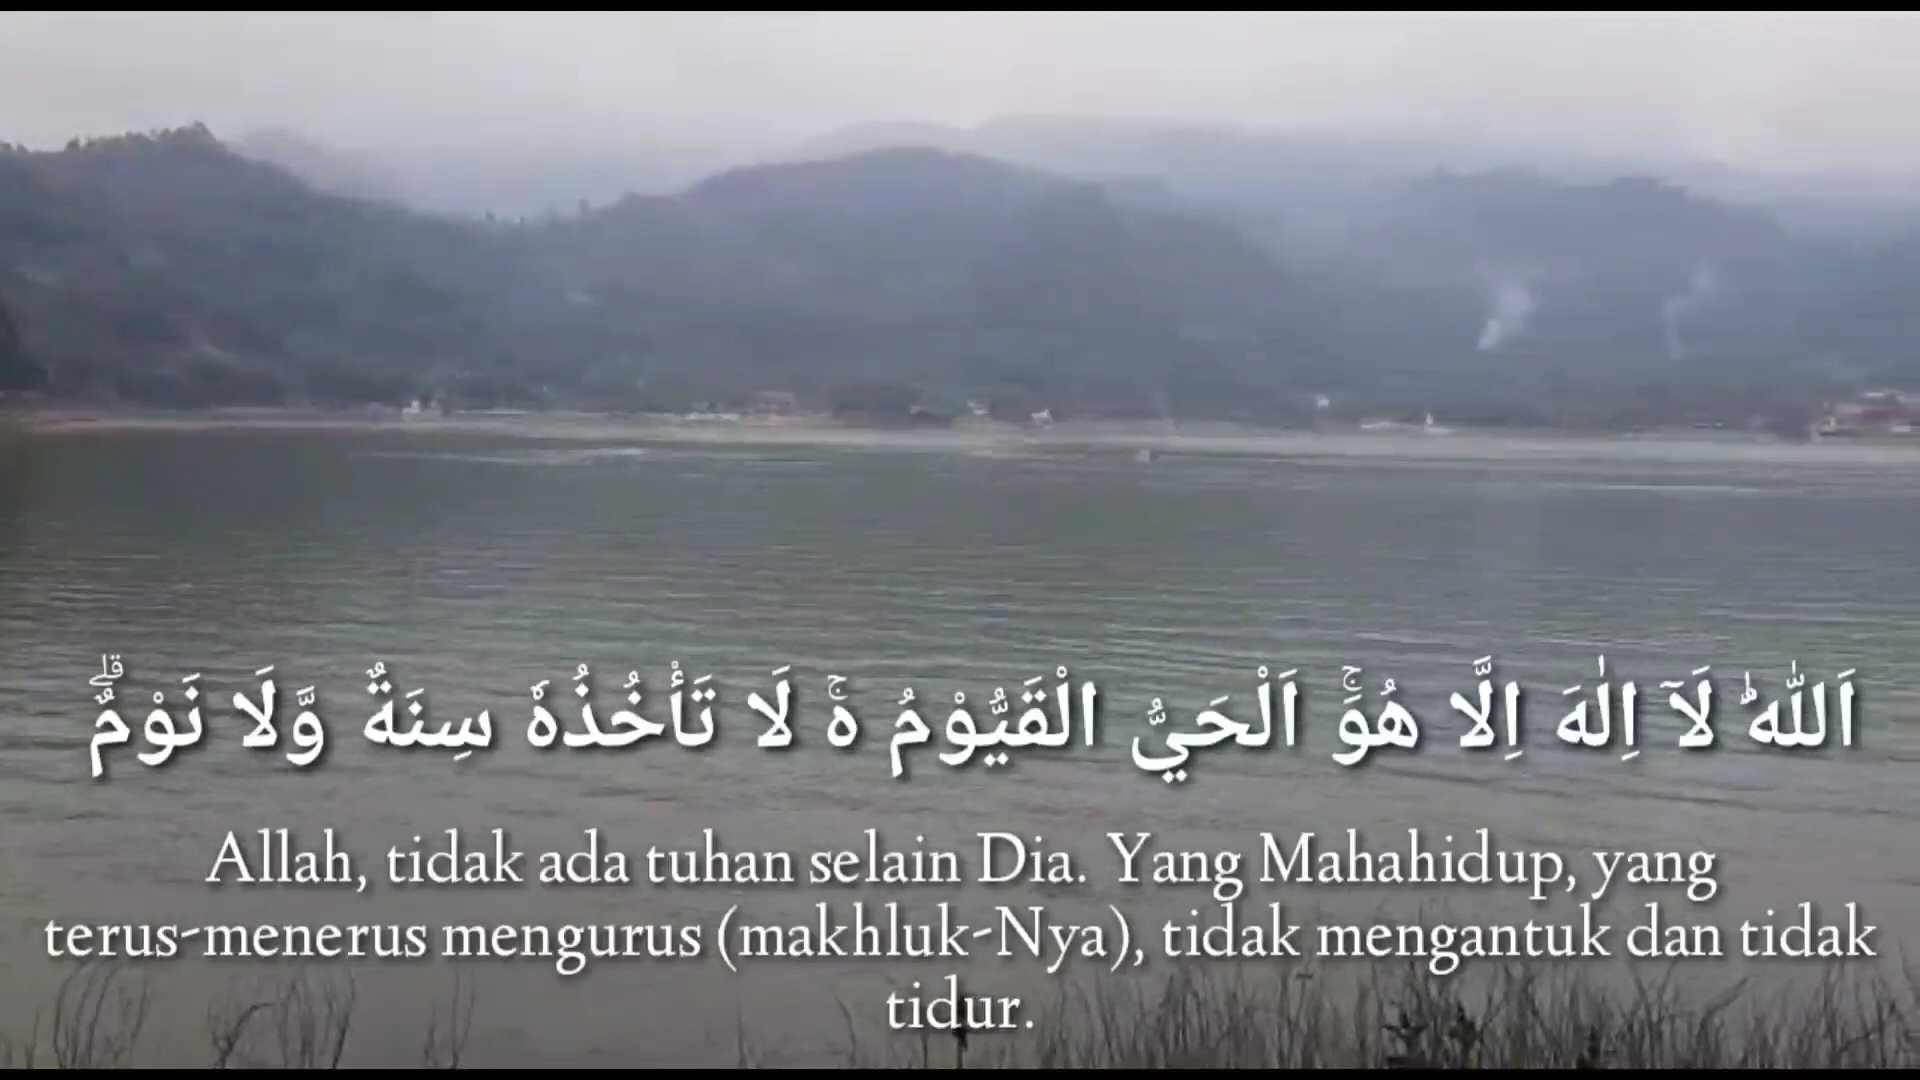 اَللّٰهُ لَآ اِلٰهَ اِلَّا هُوَۚ اَلْحَيُّ الْقَيُّوْمُ ەۚ لَا تَأْخُذُهٗ سِنَةٌ وَّلَا نَوْمٌۗ
Allah, tidak ada tuhan selain Dia. Yang Mahahidup, yang
terus-menerus mengurus (makhluk-Nya), tidak mengantuk dan tidak
tidur.